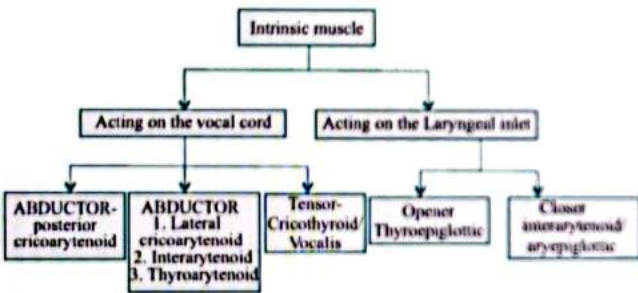 Intrinsic muscle
Acting on the vocal cord
Acting on the Laryngeal inlet
ABDUCTOR-
posterior
cricoarytenoid
ABDUCTOR
1. Lateral
cricoarytenoid
2. Interarytenoid
3. Thyroarytenoid
Tensor-
Cricothyroid/
Vocalis
Opener
Thyroepiglottic
Closer
interarytenoid/
aryepiglottic